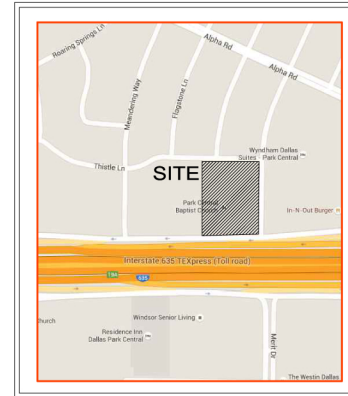 Roaring Springs Ln
Alpha Rd
Alpha Rd
Meandering Way
Flagstone Ln
Wyndham Dallas
Suites - Park Central
Thistle Ln
SITE
Park Central
Baptist Church
In-N-Out Burger
Interstate 635 TEXpress (Toll road)
635
Windsor Senior Living
hurch
Residence Inn
Dallas Park Central
Merit Dr
The Westin Dallas